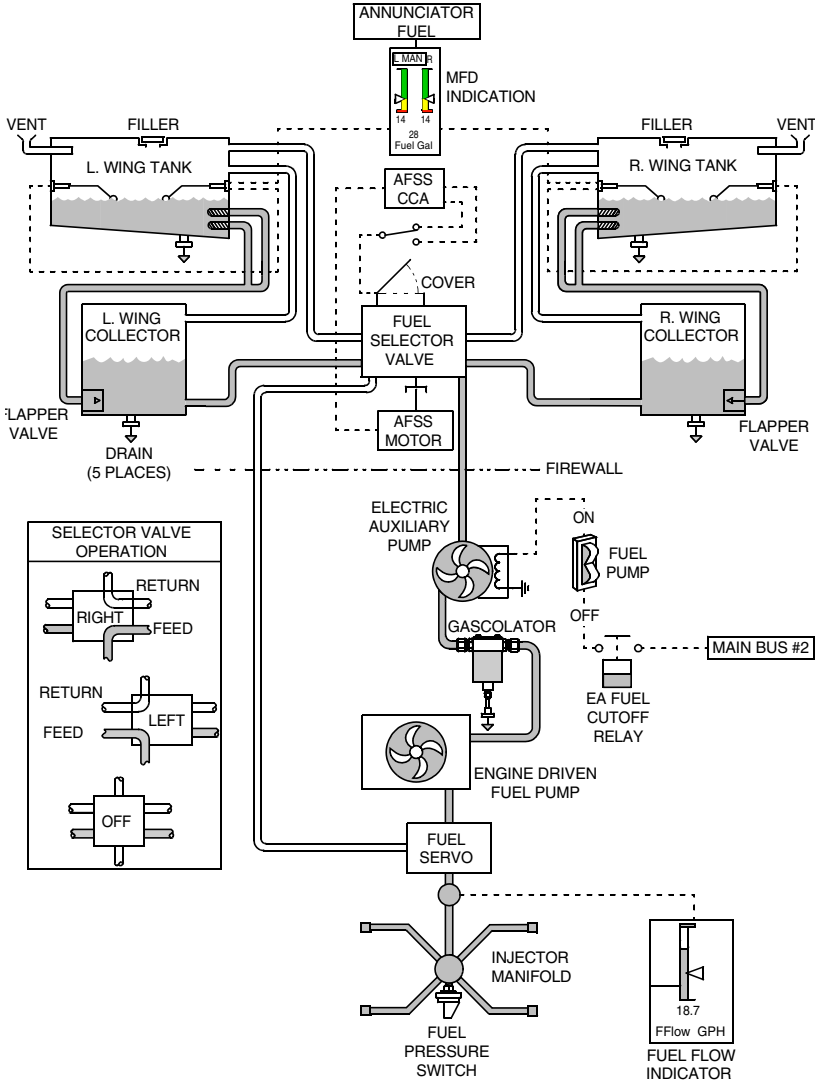 ANNUNCIATOR
FUEL
L MAN R
14 14
28
Fuel Gal
MFD
INDICATION
VENT
FILLER
L. WING TANK
FILLER
VENT
R. WING TANK
AFSS
CCA
COVER
L. WING
COLLECTOR
FUEL
SELECTOR
VALVE
R. WING
COLLECTOR
FLAPPER
VALVE
DRAIN
(5 PLACES)
AFSS
MOTOR
FLAPPER
VALVE
FIREWALL
SELECTOR VALVE
OPERATION
RETURN
RIGHT
FEED
RETURN
LEFT
FEED
OFF
ELECTRIC
AUXILIARY
PUMP
ON
FUEL
PUMP
OFF
GASCOLATOR
MAIN BUS #2
EA FUEL
CUTOFF
RELAY
ENGINE DRIVEN
FUEL PUMP
FUEL
SERVO
INJECTOR
MANIFOLD
FUEL
PRESSURE
SWITCH
18.7
FFlow GPH
FUEL FLOW
INDICATOR